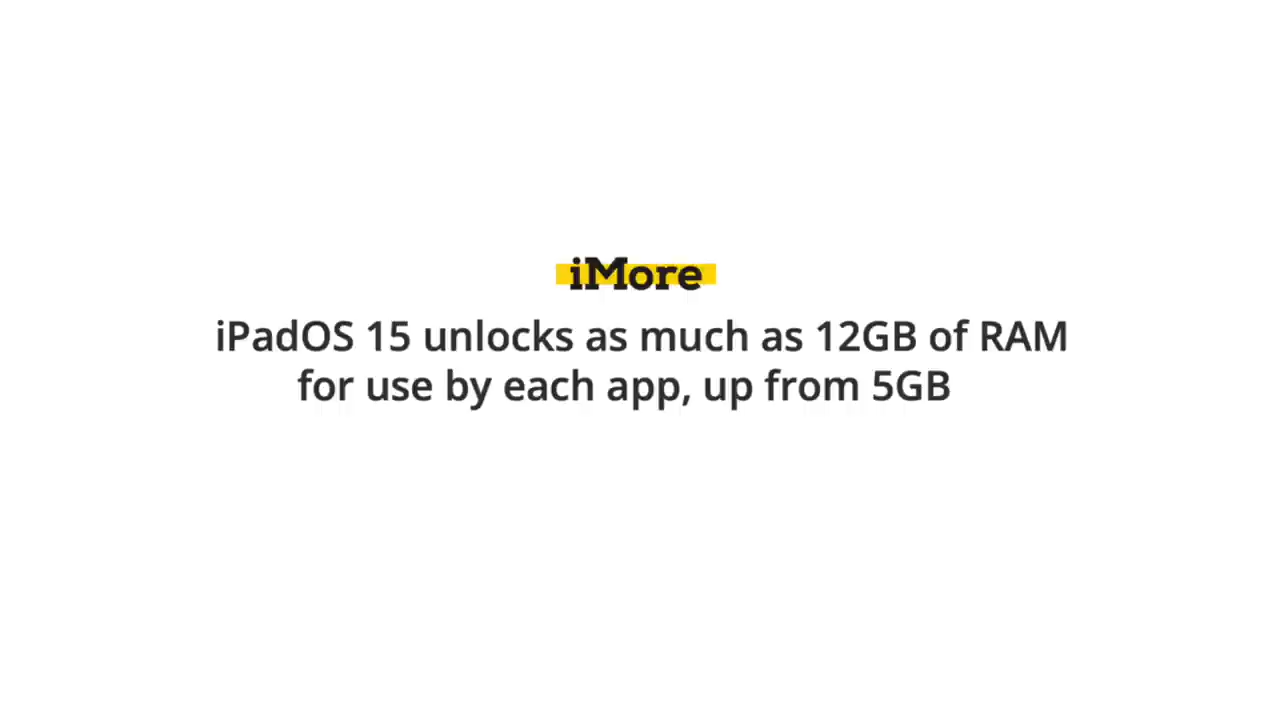 iMore
iPadOS 15 unlocks as much as 12GB of RAM
for use by each app, up from 5GB